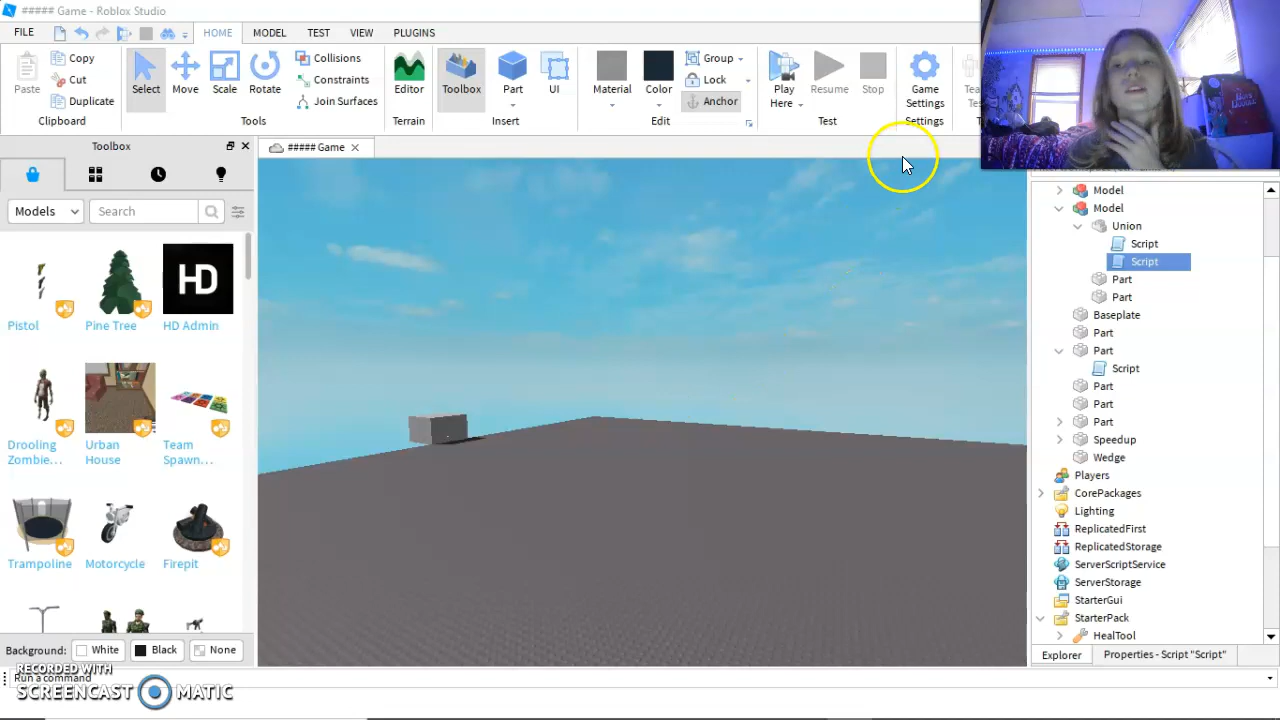 ##### Game - Roblox Studio
FILE HOME MODEL TEST VIEW PLUGINS
Paste Copy Cut Duplicate Clipboard
Select Move Scale Rotate Collisions Constraints Join Surfaces Tools
Editor Terrain
Toolbox Part UI Insert
Material Color Group Lock Anchor Edit
Play Here Resume Stop Test
Game Settings Settings
Toolbox
##### Game
Models Search
Pistol Pine Tree HD Admin
HD
Drooling Zombie... Urban House Team Spawn...
Trampoline Motorcycle Firepit
Background: White Black None
Run a command
RECORDED WITH
SCREENCAST MATIC
Model
Model
Union
Script
Script
Part
Part
Baseplate
Part
Part
Script
Part
Part
Part
Speedup
Wedge
Players
CorePackages
Lighting
ReplicatedFirst
ReplicatedStorage
ServerScriptService
ServerStorage
StarterGui
StarterPack
HealTool
Explorer Properties - Script "Script"